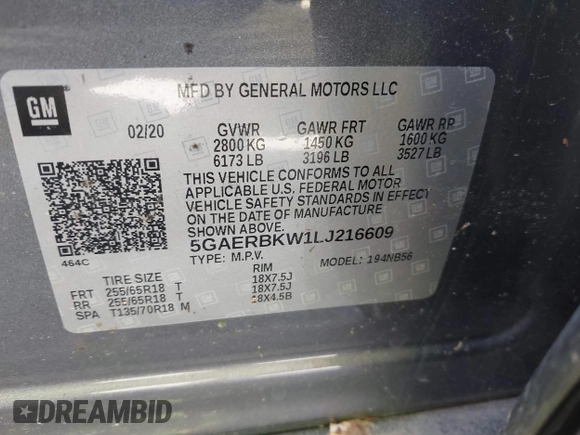 GM
MFD BY GENERAL MOTORS LLC
02/20 GVWR GAWR FRT GAWR RR
2800 KG 1450 KG 1600 KG
6173 LB 3196 LB 3527 LB
THIS VEHICLE CONFORMS TO ALL
APPLICABLE U.S. FEDERAL MOTOR
VEHICLE SAFETY STANDARDS IN EFFECT
ON THE DATE OF MANUFACTURE
5GAERBKW1LJ216609
464C
TYPE: M.P.V. MODEL: 194NB56
TIRE SIZE RIM
FRT 255/65R18 T 18X7.5J
RR 255/65R18 T 18X7.5J
SPA T135/70R18 M 18X4.5B
DREAMBID